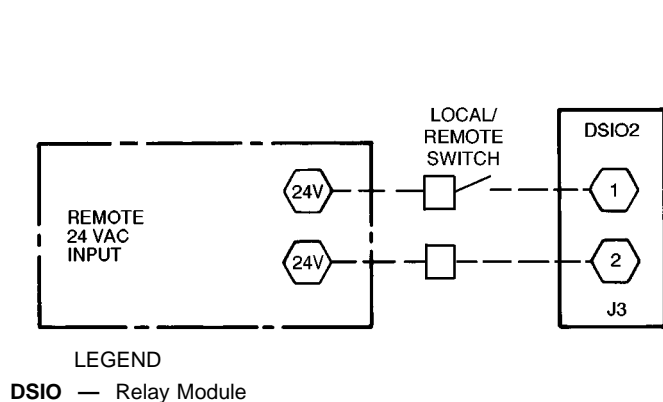 LOCAL/
REMOTE
SWITCH
DSIO2
REMOTE
24 VAC
INPUT
24V
1
24V
2
J3
LEGEND
DSIO — Relay Module